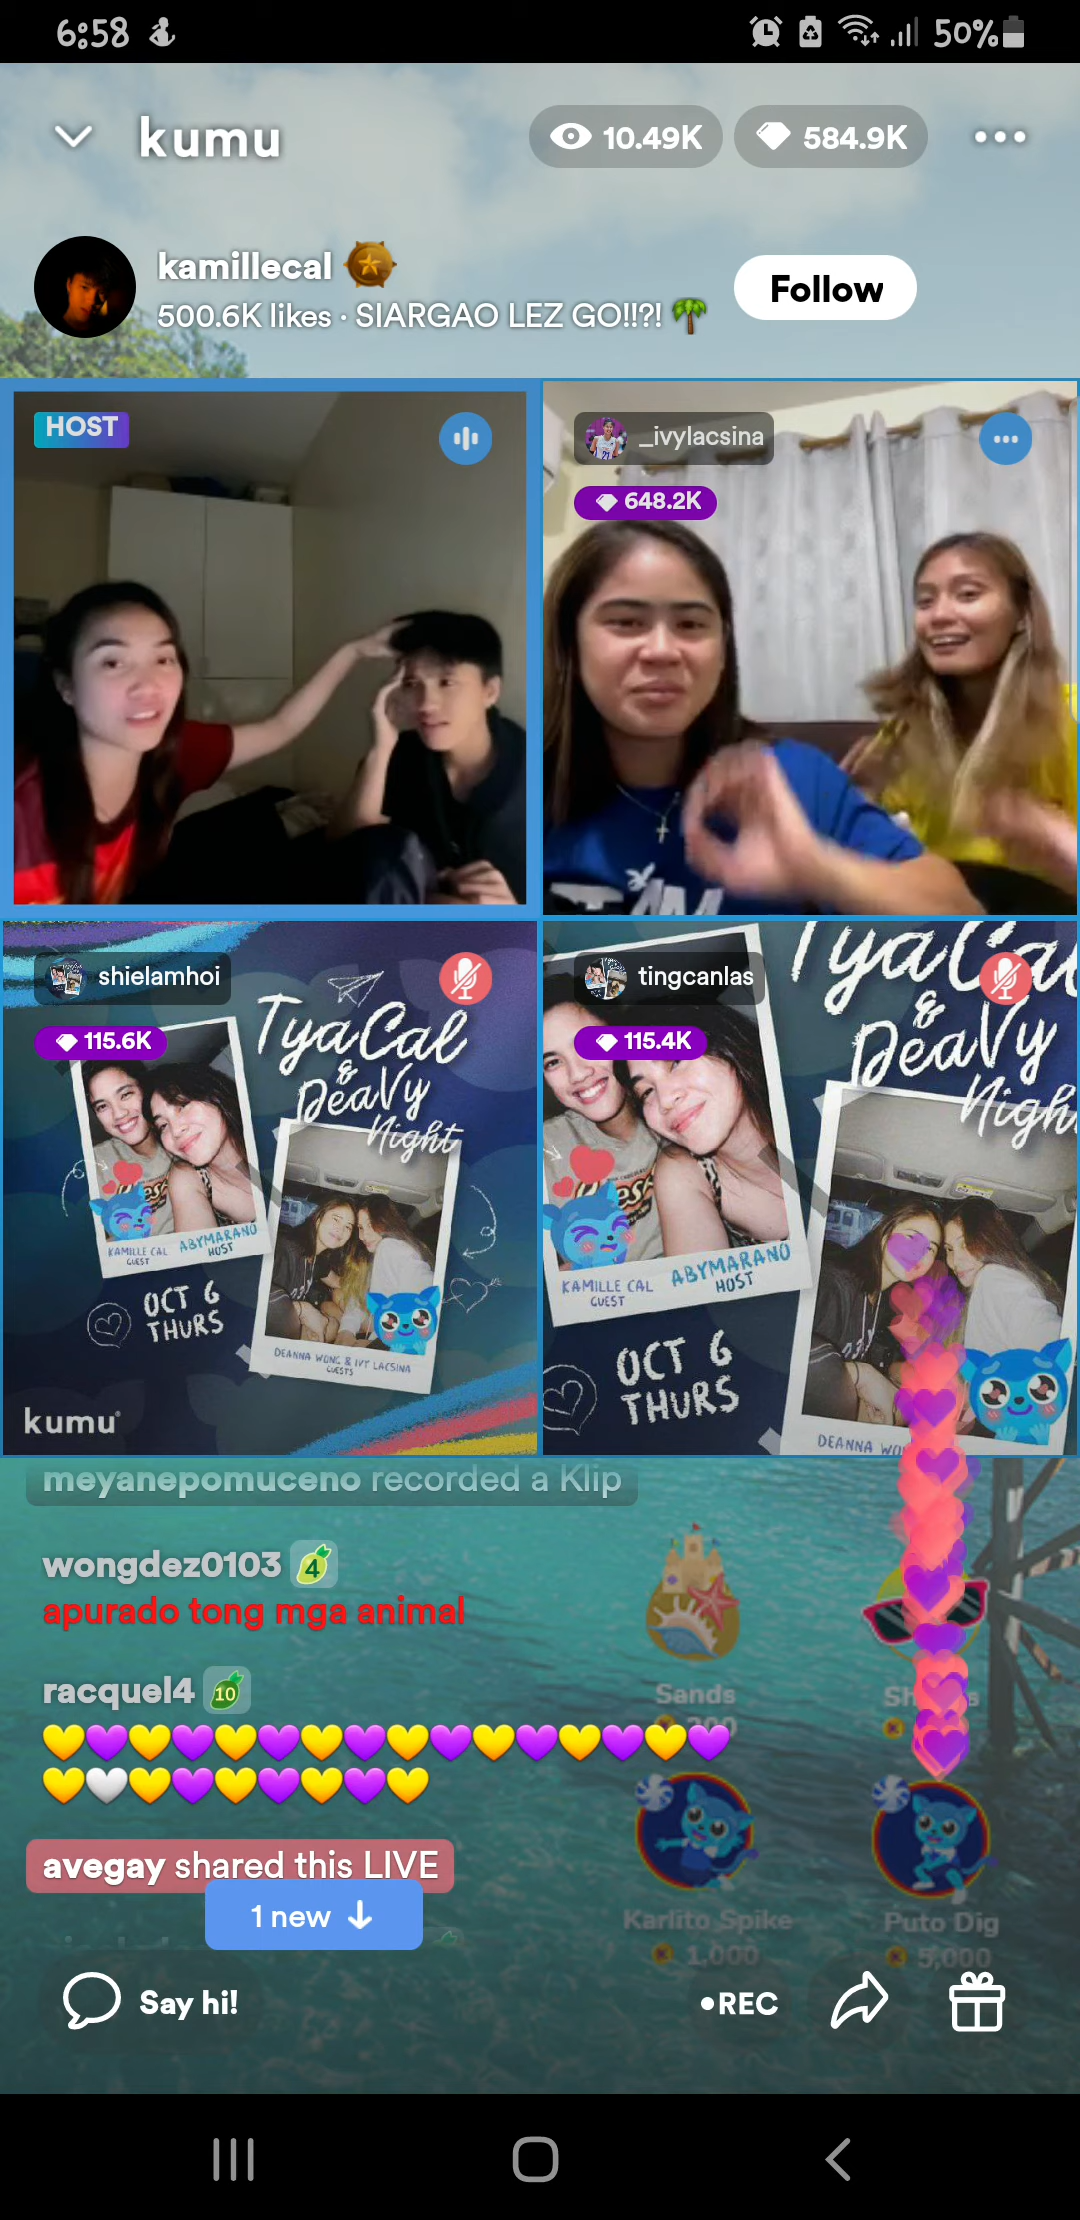 6:58
50%
kumu
10.49K
584.9K
kamillecal
500.6K likes · SIARGAO LEZ GO!!?! 🌴
Follow
HOST
_ivylacsina
648.2K
shielamhoi
115.6K
TyaCal
&
DeaVy
Night
KAMILLE CAL
GUEST
ABYMARANO
HOST
OCT 6
THURS
DEANNA WONG & IVY LACSINA
GUESTS
kumu
tingcanlas
115.4K
TyaCal
&
DeaVy
Night
KAMILLE CAL
GUEST
ABYMARANO
HOST
OCT 6
THURS
DEANNA WO
meyanepomuceno recorded a Klip
wongdez0103 4
apurado tong mga animal
racquel4 10
💛💜💛💜💛💜💛💜💛💜💛💜💛💜💛💜
💛🤍💛💜💛💜💛💜💛
avegay shared this LIVE
1 new ↓
Sands
200
Karlito Spike
1,000
Puto Dig
5,000
Say hi!
•REC